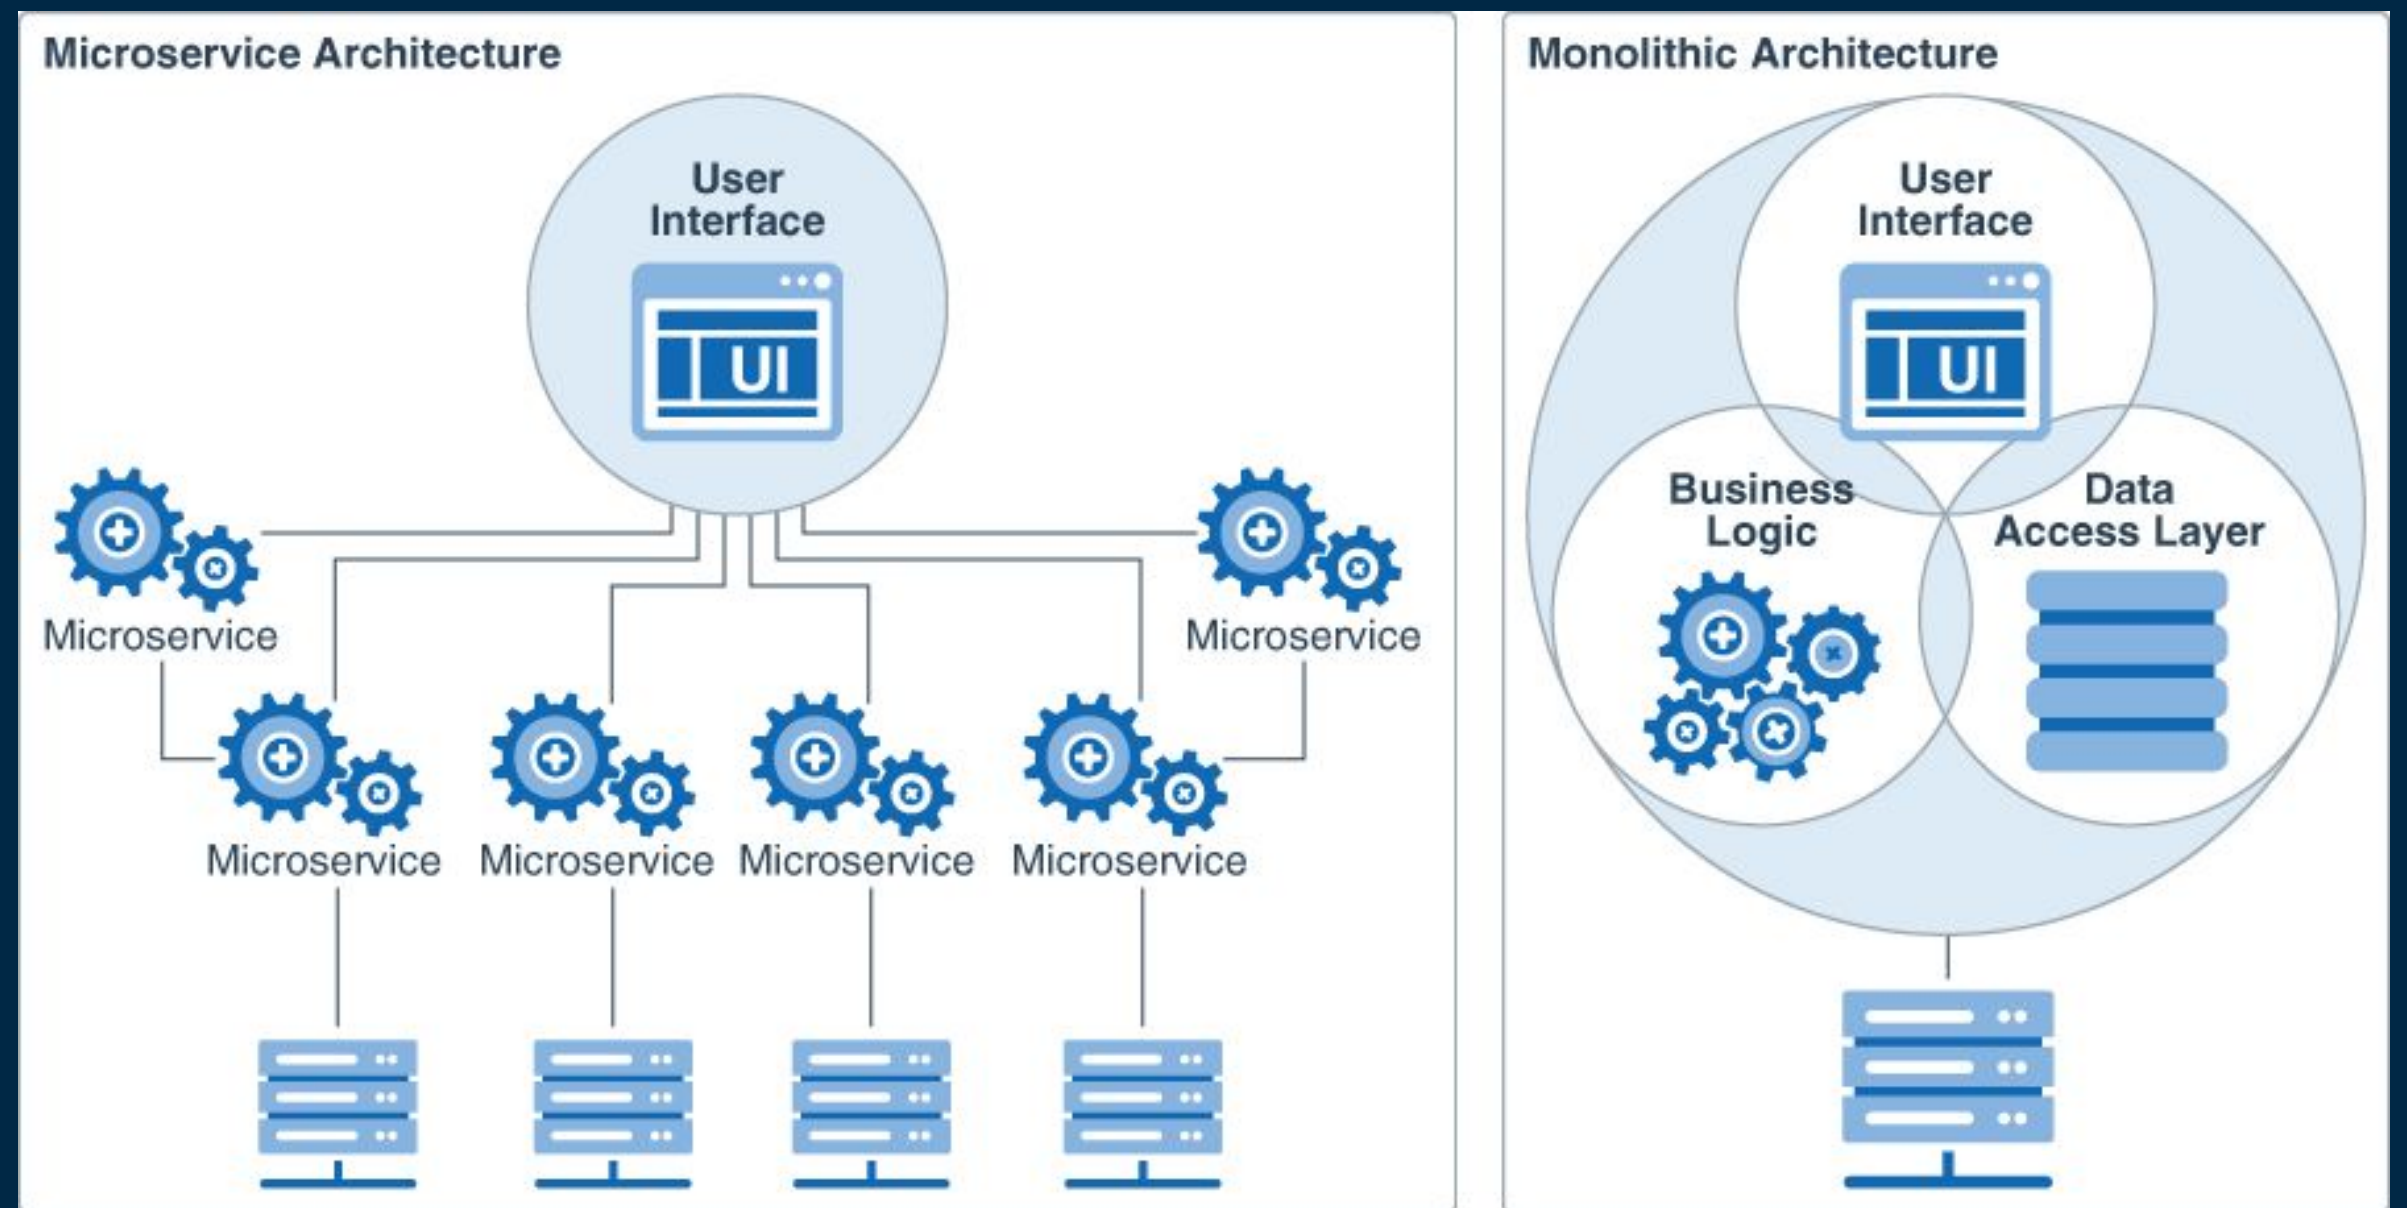 Microservice Architecture
User
Interface
UI
Microservice
Microservice
Microservice
Microservice
Microservice
Microservice
Monolithic Architecture
User
Interface
UI
Business
Logic
Data
Access Layer